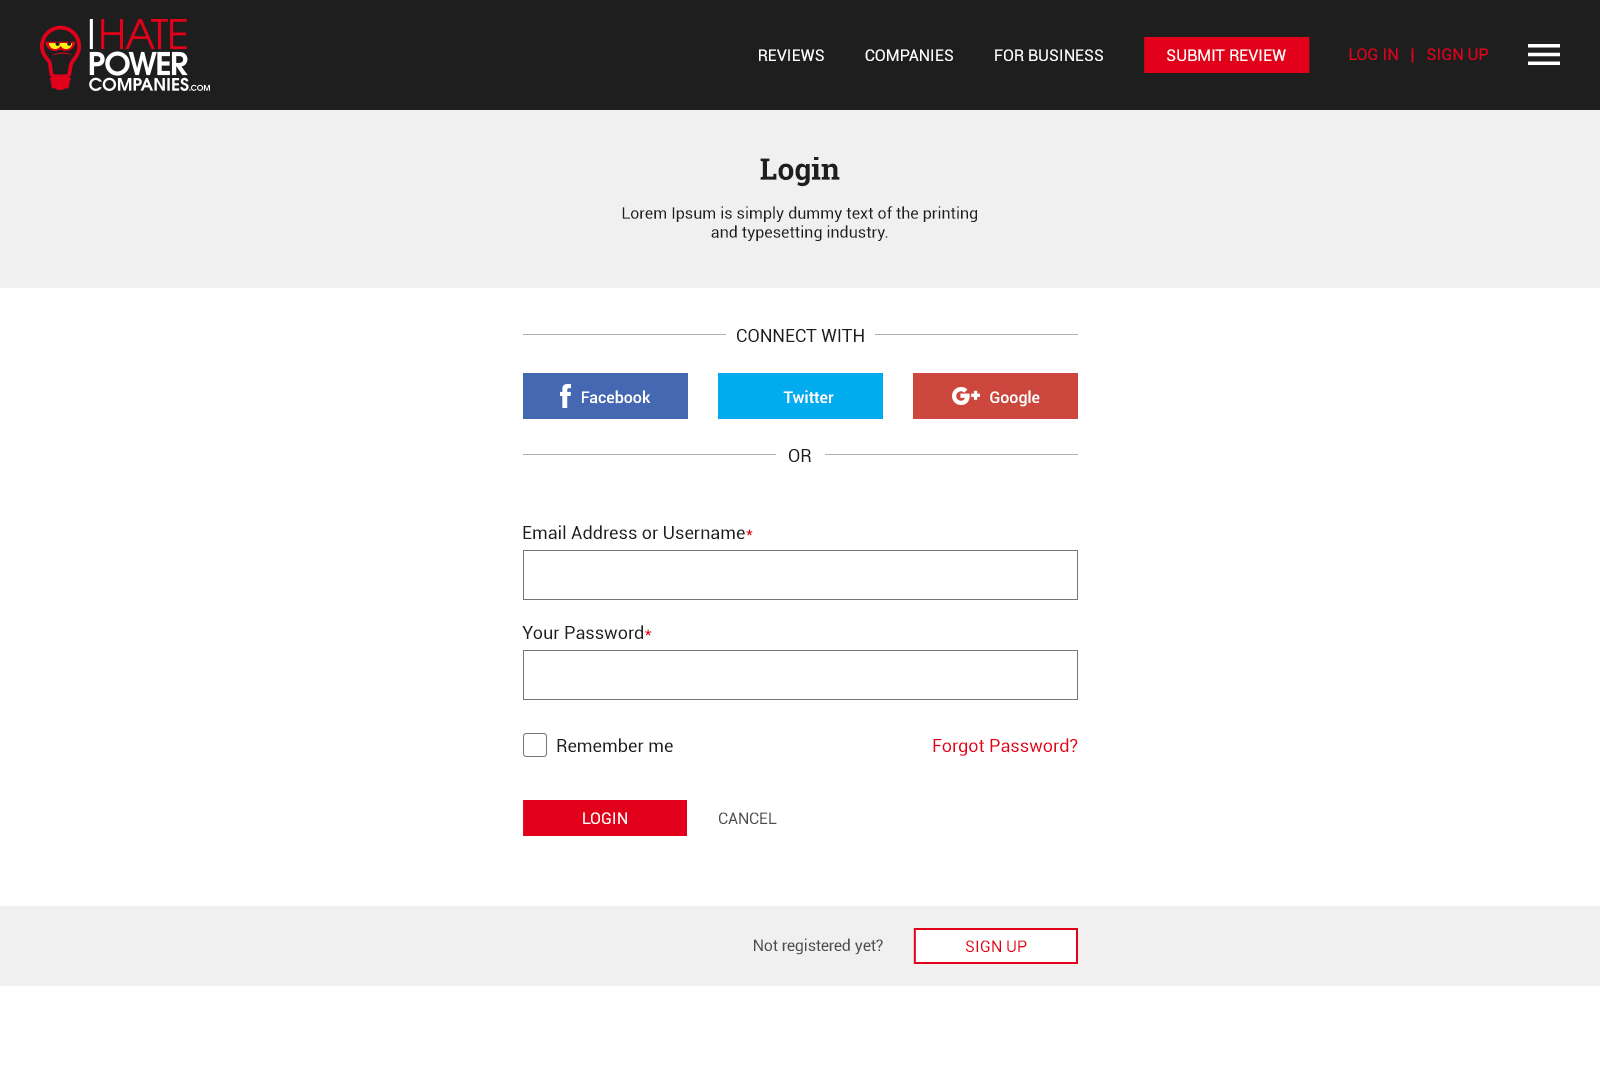 I HATE
POWER
COMPANIES.COM
REVIEWS
COMPANIES
FOR BUSINESS
SUBMIT REVIEW
LOG IN | SIGN UP
Login
Lorem Ipsum is simply dummy text of the printing
and typesetting industry.
CONNECT WITH
Facebook
Twitter
G+ Google
OR
Email Address or Username*
Your Password*
Remember me
Forgot Password?
LOGIN
CANCEL
Not registered yet?
SIGN UP